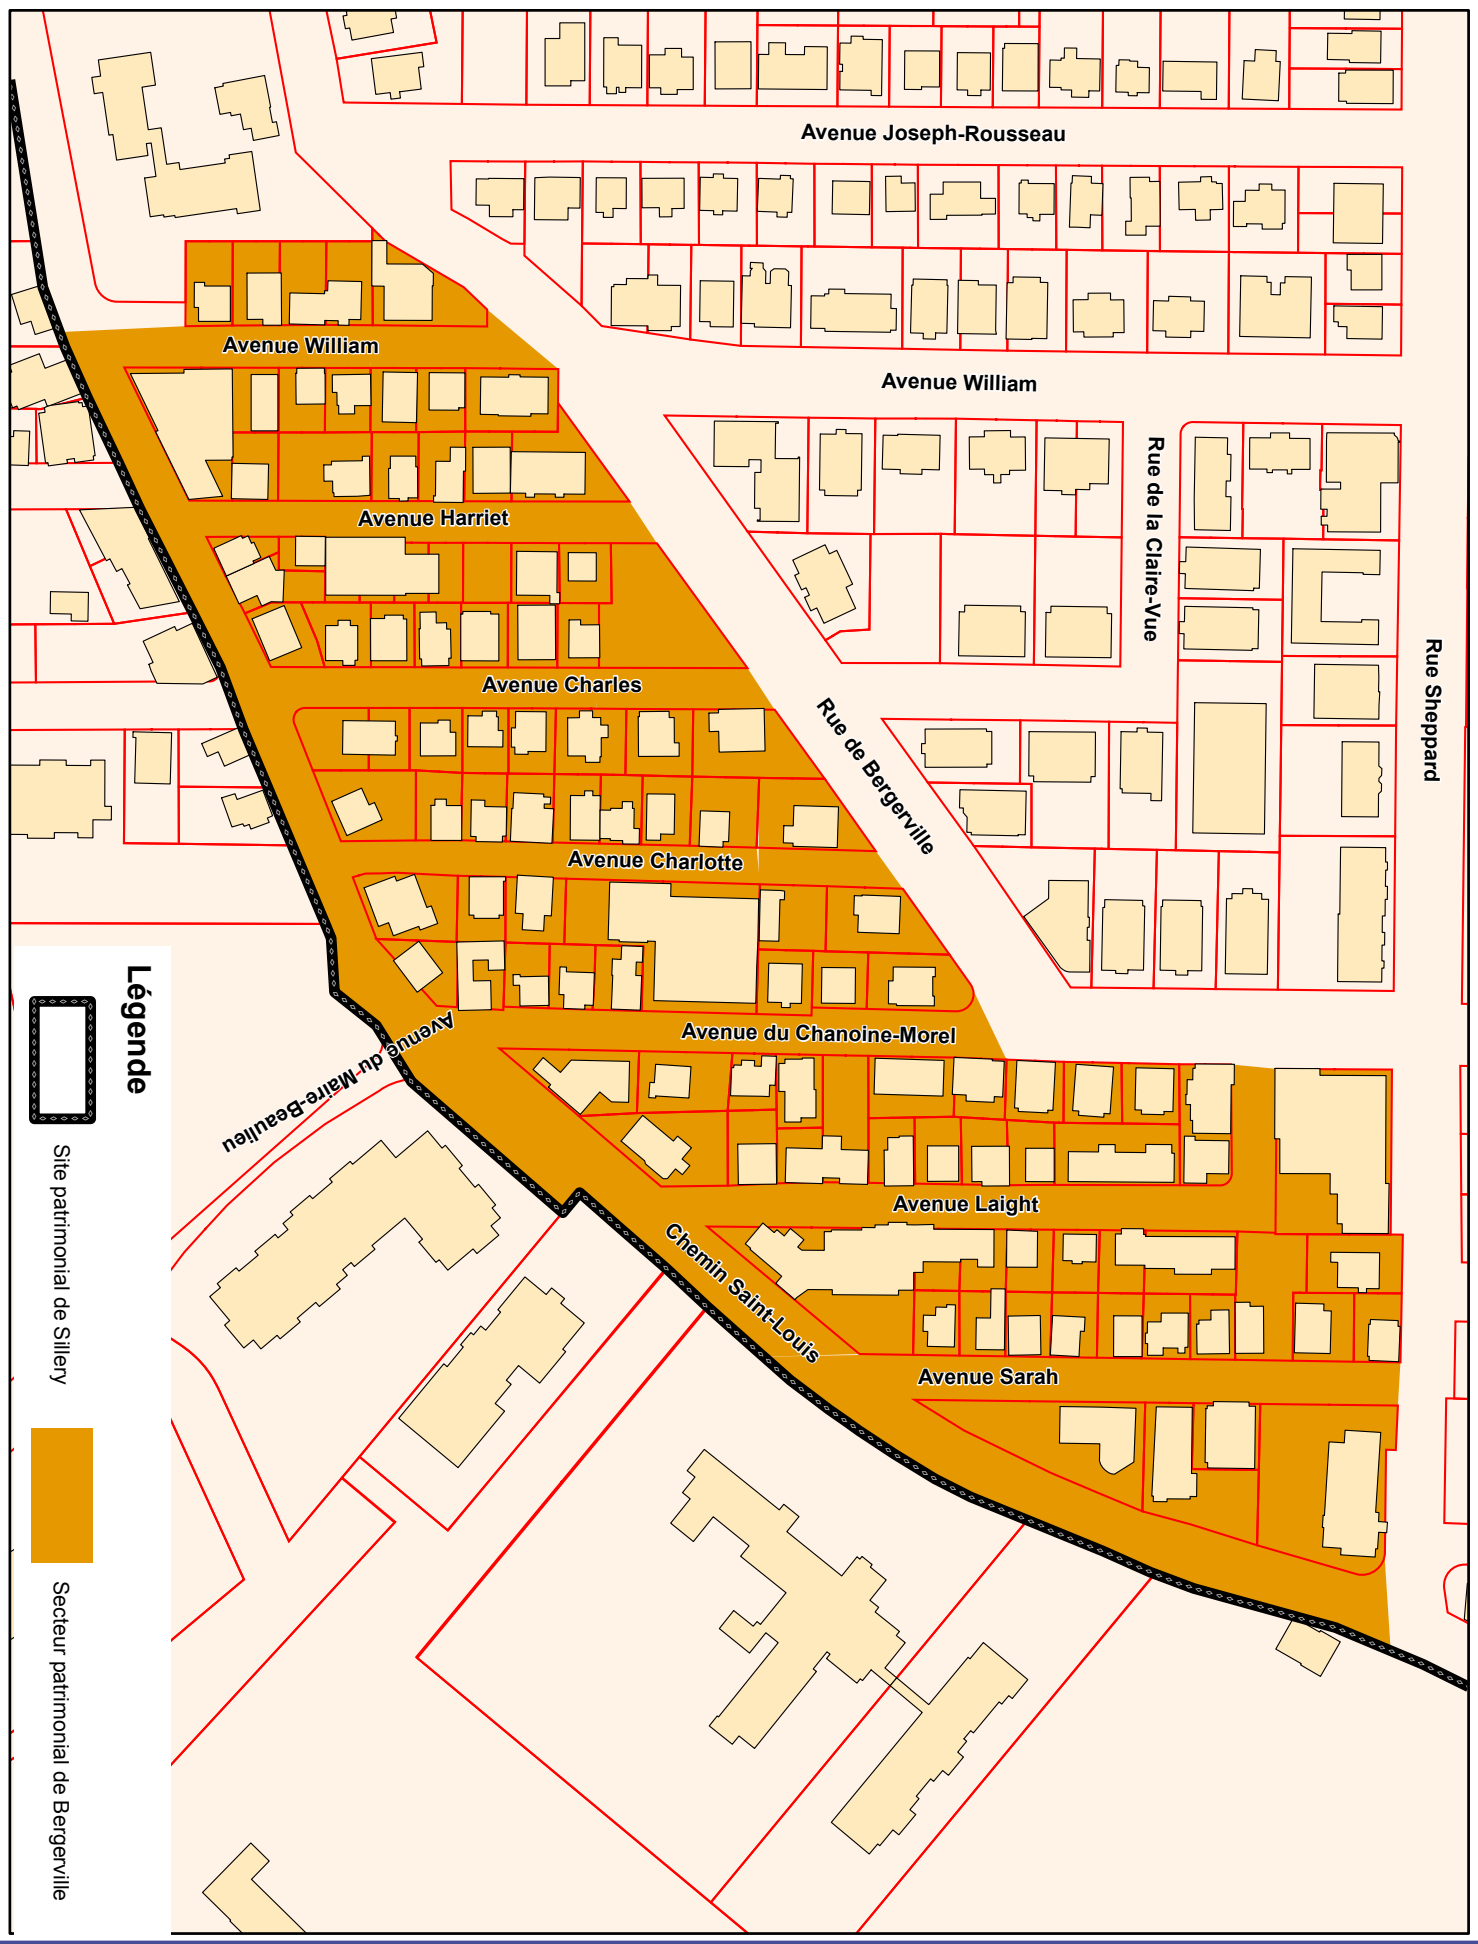 Avenue Joseph-Rousseau
Avenue William
Avenue William
Rue de la Claire-Vue
Avenue Harriet
Rue Sheppard
Avenue Charles
Rue de Bergerville
Avenue Charlotte
Avenue du Chanoine-Morel
Avenue du Maire-Beaulieu
Avenue Laight
Chemin Saint-Louis
Avenue Sarah
Légende
Site patrimonial de Sillery
Secteur patrimonial de Bergerville